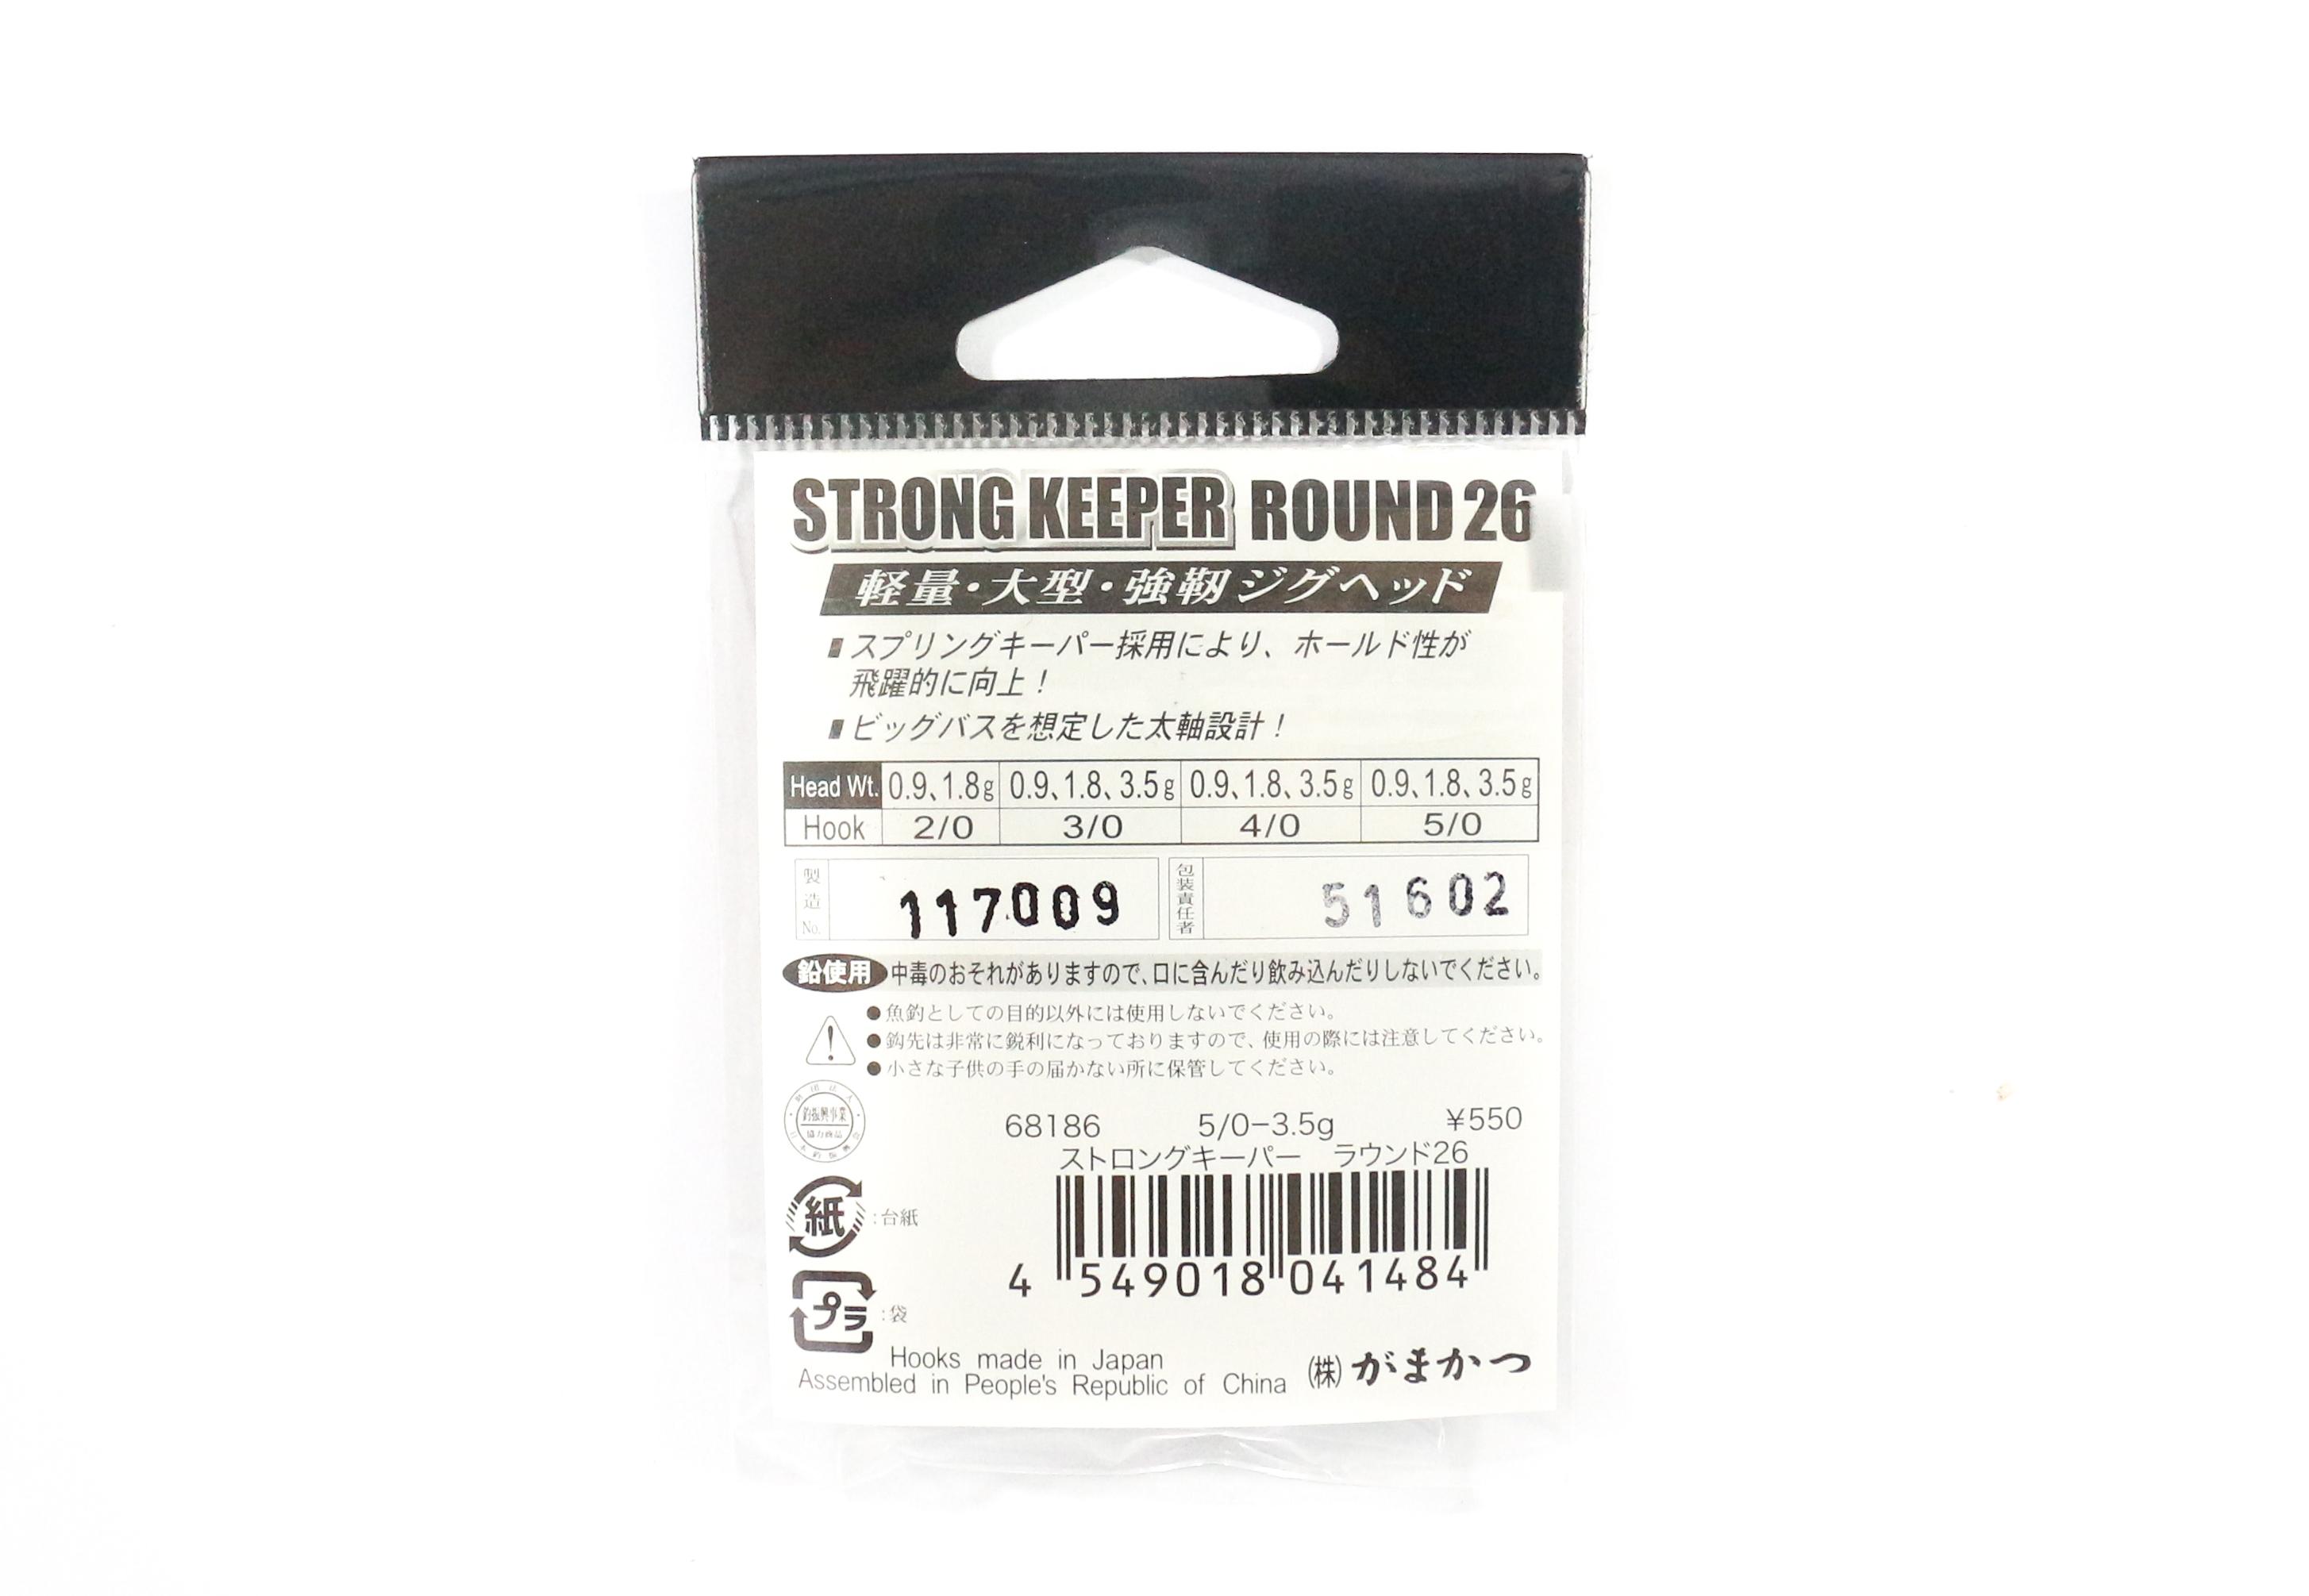 STRONG KEEPER ROUND 26
軽量・大型・強靭ジグヘッド
■スプリングキーパー採用により、ホールド性が
飛躍的に向上！
■ビッグバスを想定した太軸設計！
Head Wt. 0.9、1.8g 0.9、1.8、3.5g 0.9、1.8、3.5g 0.9、1.8、3.5g
Hook 2/0 3/0 4/0 5/0
製造No. 117009 包装責任者 51602
鉛使用 中毒のおそれがありますので、口に含んだり飲み込んだりしないでください。
●魚釣としての目的以外には使用しないでください。
●鈎先は非常に鋭利になっておりますので、使用の際には注意してください。
●小さな子供の手の届かない所に保管してください。
釣振興事業
協力商品
68186 5/0−3.5g ¥550
ストロングキーパー ラウンド26
紙:台紙
4 549018 041484
プラ:袋
Hooks made in Japan
Assembled in People's Republic of China
(株)がまかつ